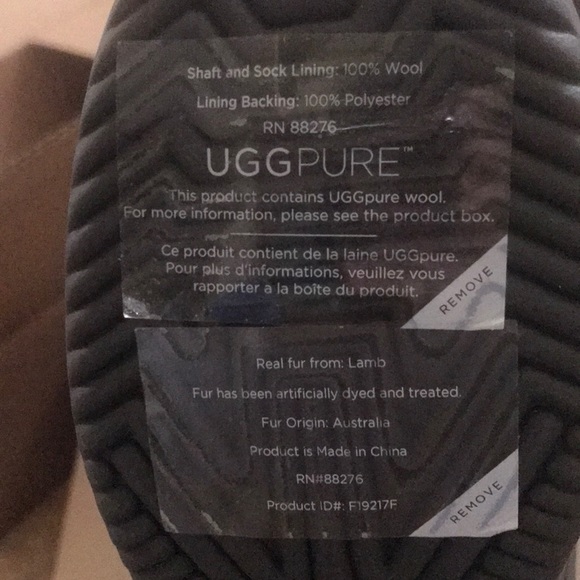 Shaft and Sock Lining: 100% Wool
Lining Backing: 100% Polyester
RN 88276
UGGPURE™
This product contains UGGpure wool.
For more information, please see the product box.
Ce produit contient de la laine UGGpure.
Pour plus d'informations, veuillez vous
rapporter a la boîte du produit.
REMOVE
Real fur from: Lamb
Fur has been artificially dyed and treated.
Fur Origin: Australia
Product is Made in China
RN#88276
Product ID#: F19217F
REMOVE